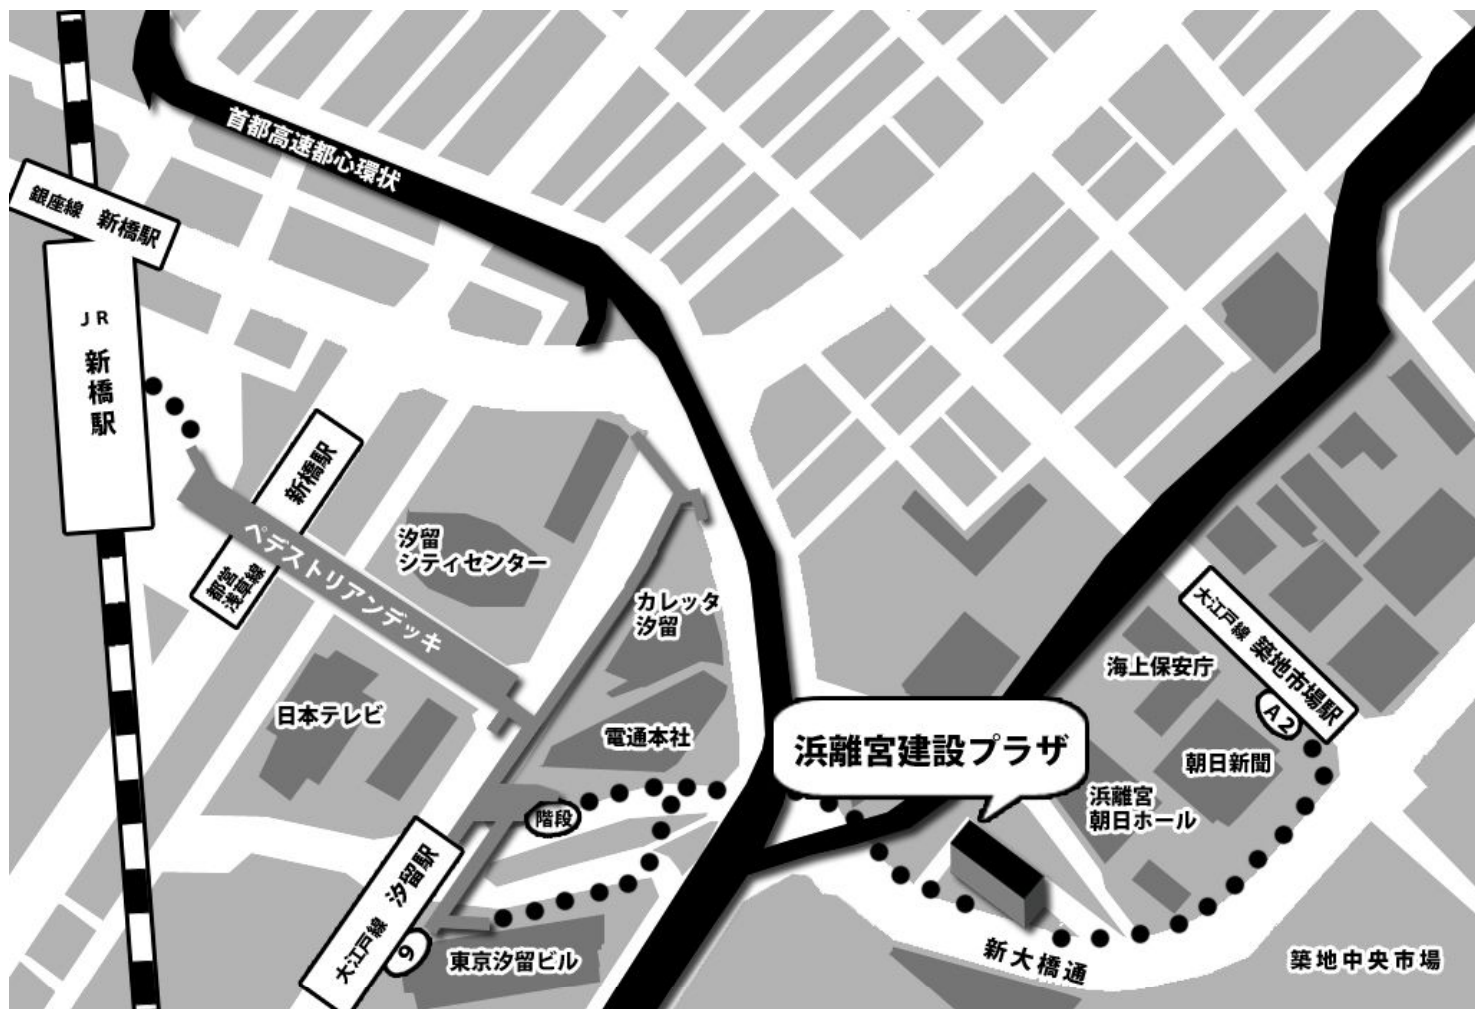 首都高速都心環状
銀座線 新橋駅
JR
新橋駅
新橋駅
都営
浅草線
ペデストリアンデッキ
汐留
シティセンター
カレッタ
汐留
日本テレビ
電通本社
階段
大江戸線 汐留駅
9
東京汐留ビル
浜離宮建設プラザ
大江戸線 築地市場駅
A2
海上保安庁
朝日新聞
浜離宮
朝日ホール
新大橋通
築地中央市場